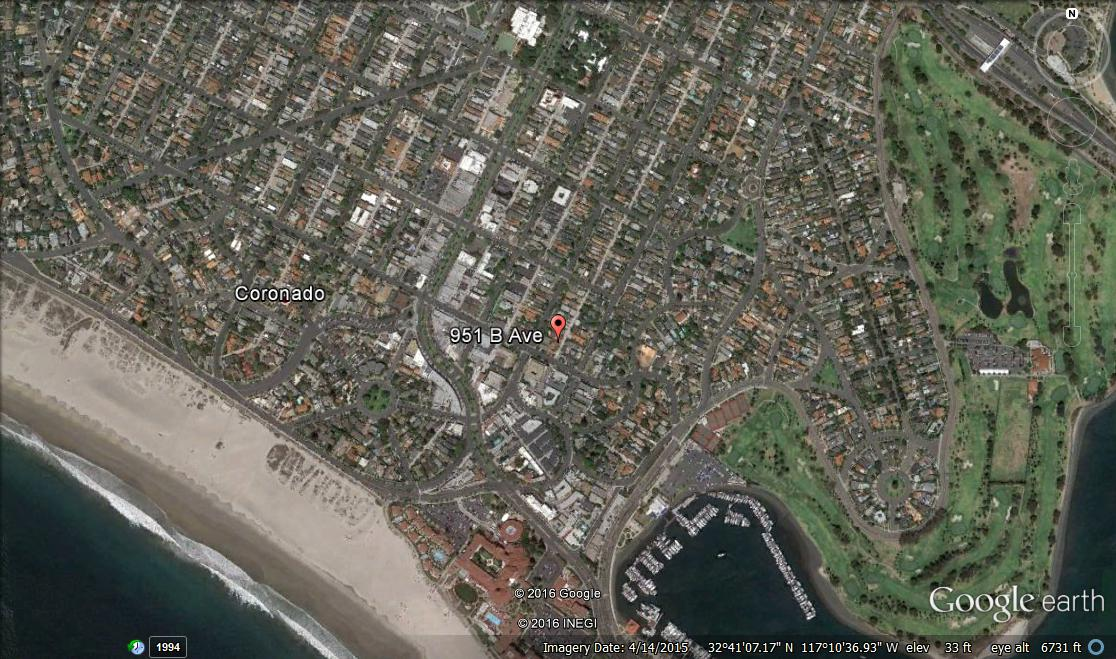 N
Coronado
951 B Ave
© 2016 Google
© 2016 INEGI
Google earth
1994
Imagery Date: 4/14/2015 32°41'07.17" N 117°10'36.93" W elev 33 ft eye alt 6731 ft